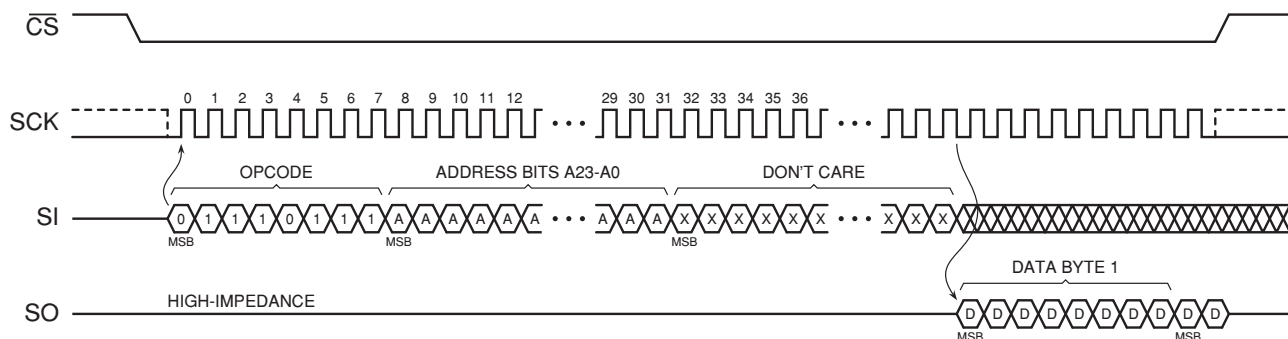 CS
0 1 2 3 4 5 6 7 8 9 10 11 12 29 30 31 32 33 34 35 36
SCK
OPCODE ADDRESS BITS A23-A0 DON'T CARE
SI 0 1 1 1 0 1 1 1 A A A A A A A A A X X X X X X X X X
MSB MSB MSB
DATA BYTE 1
HIGH-IMPEDANCE
SO D D D D D D D D D D
MSB MSB